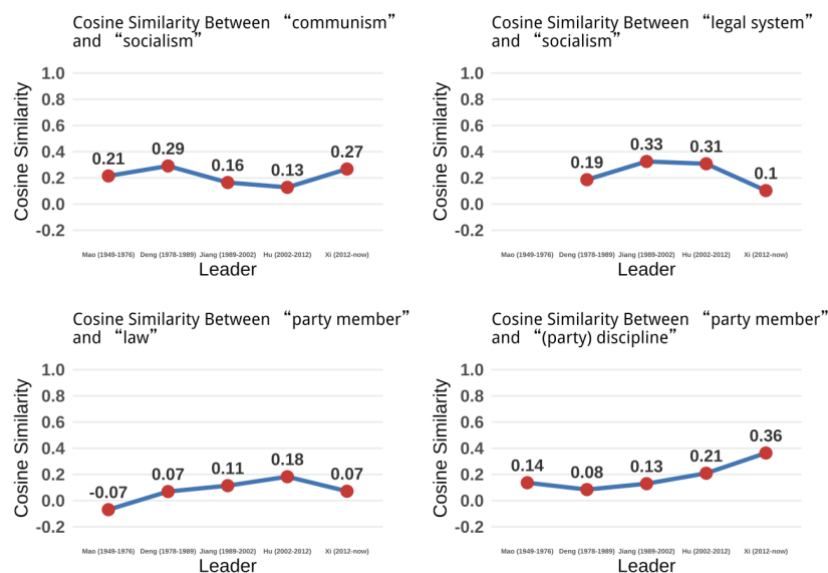 Cosine Similarity Between “communism”
and “socialism”
1.0
0.8
0.6
0.4
0.2
0.0
-0.2
Cosine Similarity
0.21
0.29
0.16
0.13
0.27
Mao (1949-1976) Deng (1978-1989) Jiang (1989-2002) Hu (2002-2012) Xi (2012-now)
Leader
Cosine Similarity Between “legal system”
and “socialism”
1.0
0.8
0.6
0.4
0.2
0.0
-0.2
Cosine Similarity
0.19
0.33
0.31
0.1
Mao (1949-1976) Deng (1978-1989) Jiang (1989-2002) Hu (2002-2012) Xi (2012-now)
Leader
Cosine Similarity Between “party member”
and “law”
1.0
0.8
0.6
0.4
0.2
0.0
-0.2
Cosine Similarity
-0.07
0.07
0.11
0.18
0.07
Mao (1949-1976) Deng (1978-1989) Jiang (1989-2002) Hu (2002-2012) Xi (2012-now)
Leader
Cosine Similarity Between “party member”
and “(party) discipline”
1.0
0.8
0.6
0.4
0.2
0.0
-0.2
Cosine Similarity
0.14
0.08
0.13
0.21
0.36
Mao (1949-1976) Deng (1978-1989) Jiang (1989-2002) Hu (2002-2012) Xi (2012-now)
Leader